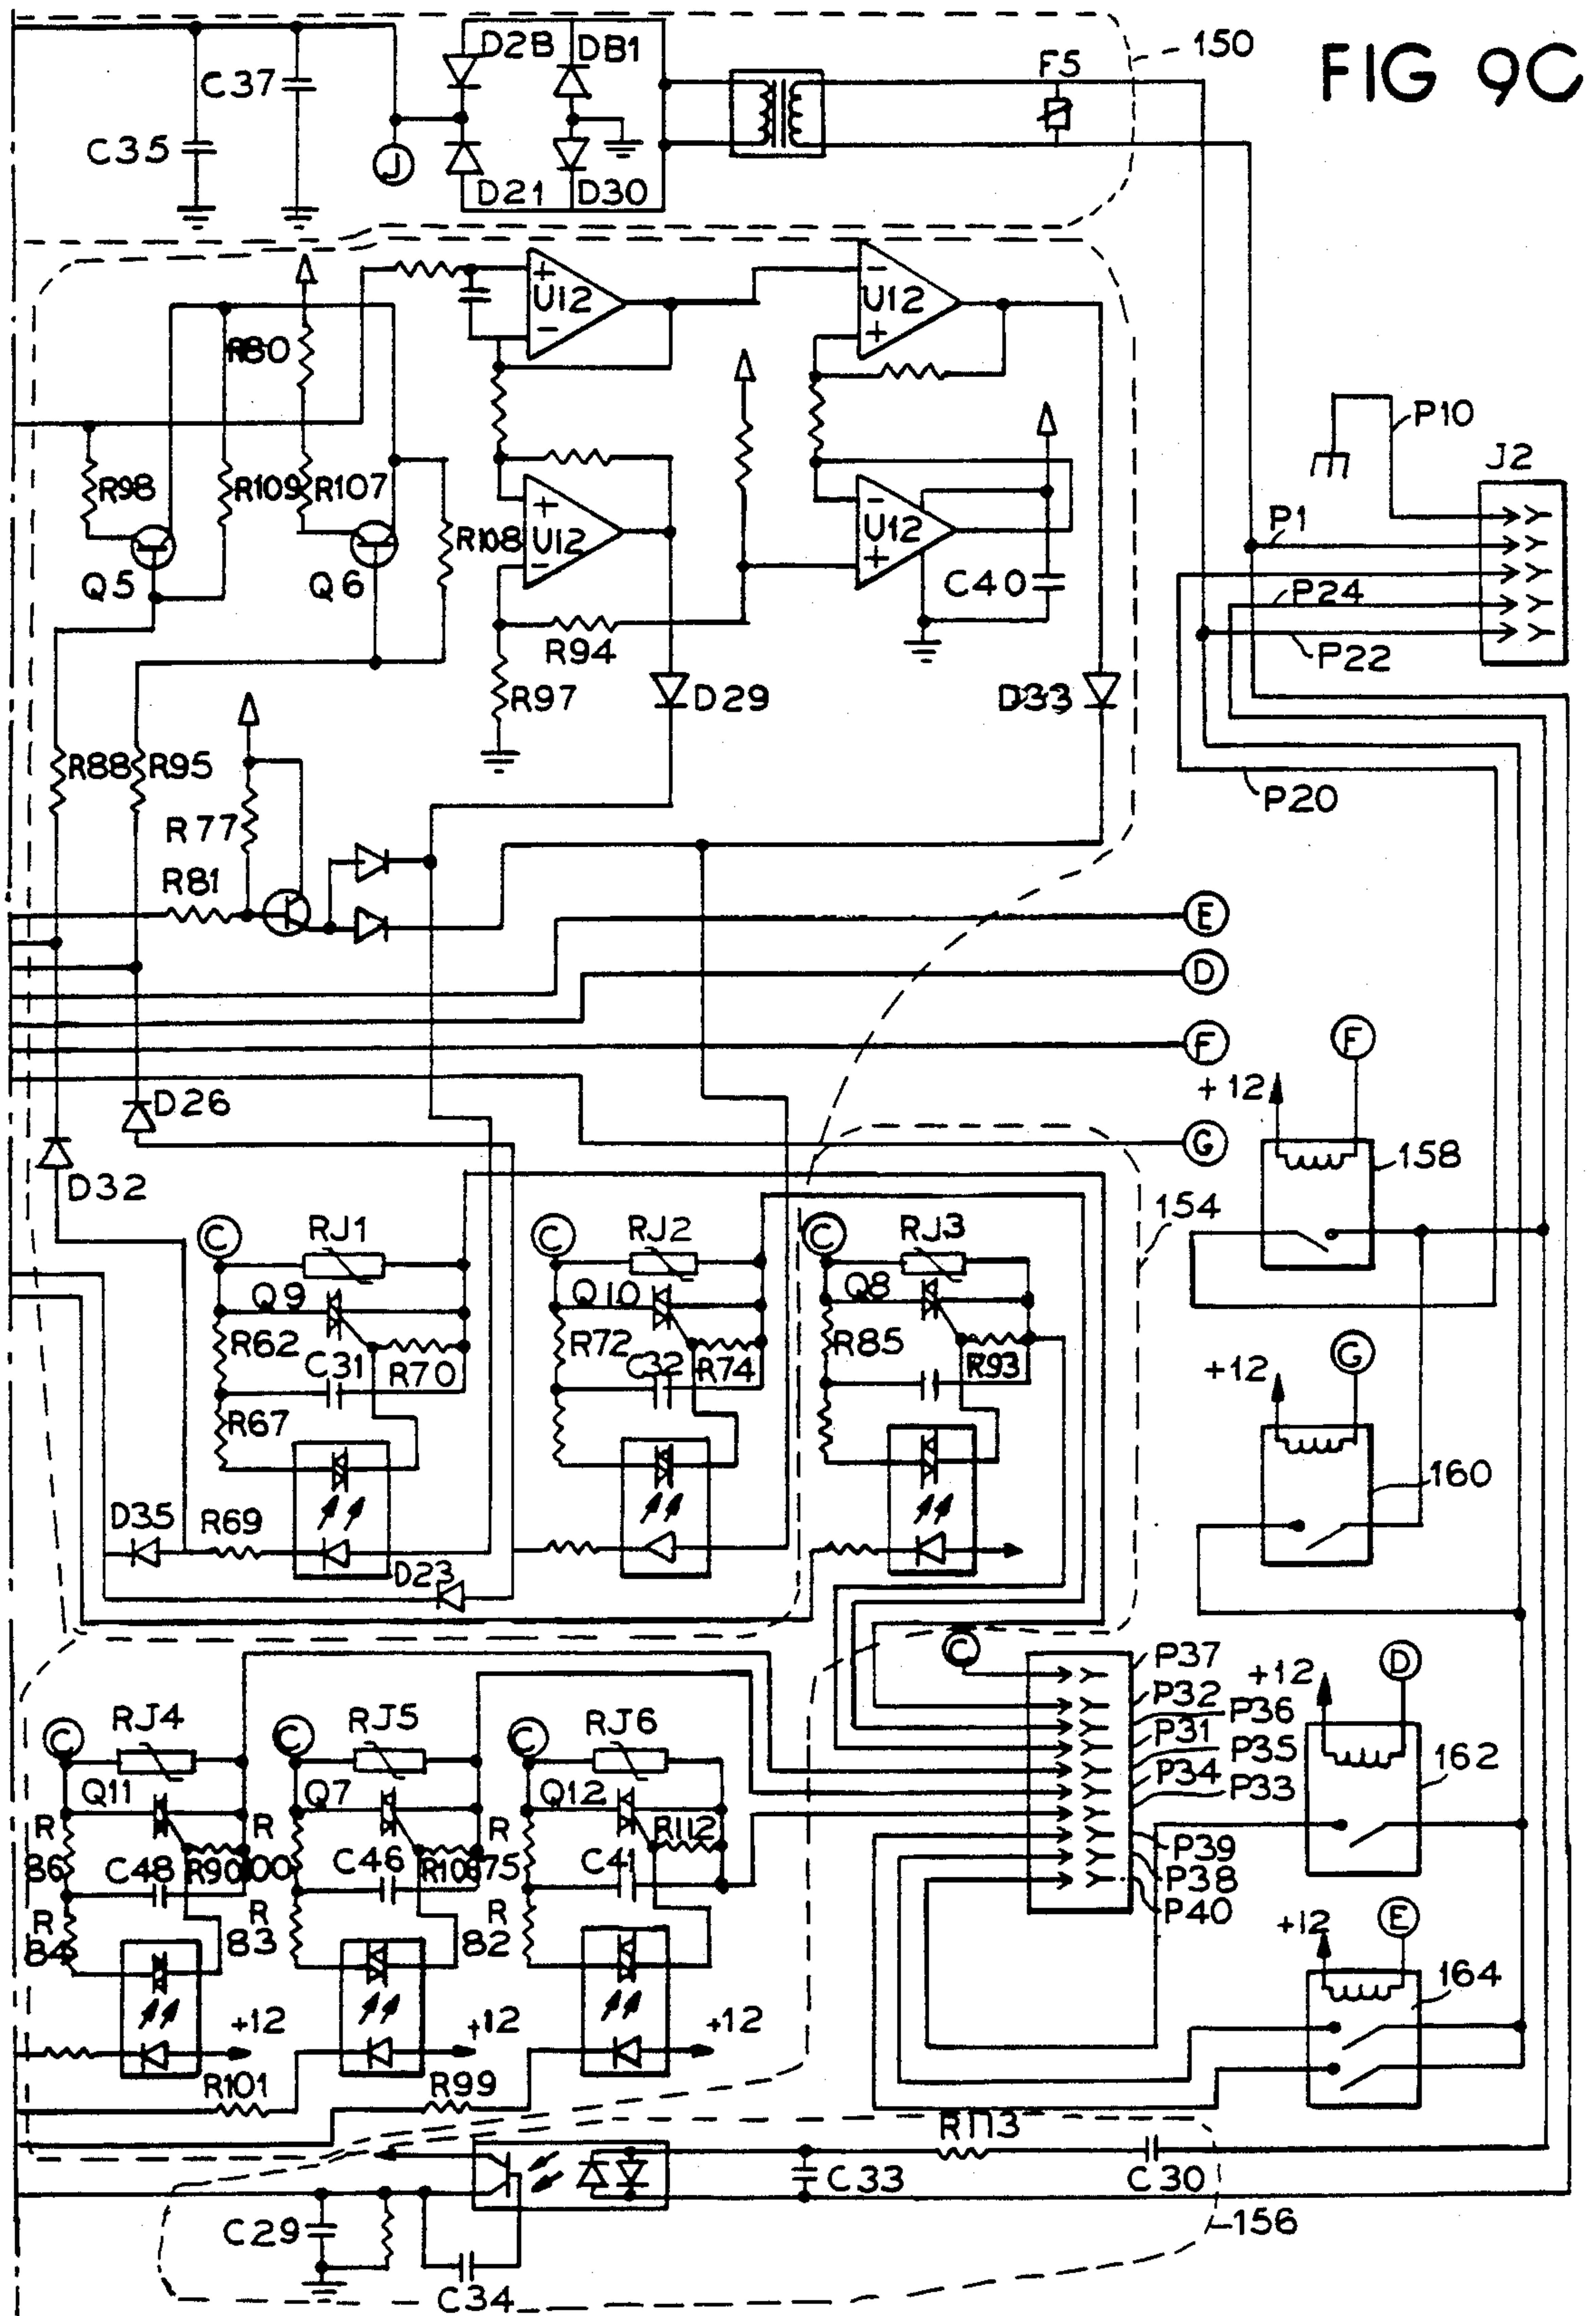 FIG 9C
D2B
DB1
150
F5
C37
C35
J
D21
D30
+
U12
-
-
U12
+
R80
P10
J2
R98
R109
R107
+
U12
-
R108
-
U12
+
P1
Q5
Q6
C40
P24
R94
P22
R97
D29
D33
R88
R95
P20
R77
R81
E
D
F
F
+12
D26
G
158
D32
154
C
RJ1
C
RJ2
C
RJ3
Q9
Q10
Q8
R62
R72
R85
C31
R70
C32
R74
R93
G
+12
R67
160
D35
R69
D23
C
P37
P32
P36
P31
P35
P34
P33
P39
P38
P40
+12
D
162
C
RJ4
C
RJ5
C
RJ6
Q11
Q7
Q12
R
86
R
R
R112
C48
R90
C46
C41
75
R
84
R
83
R
82
+12
+12
+12
+12
E
164
R101
R99
R113
C33
C30
C29
156
C34